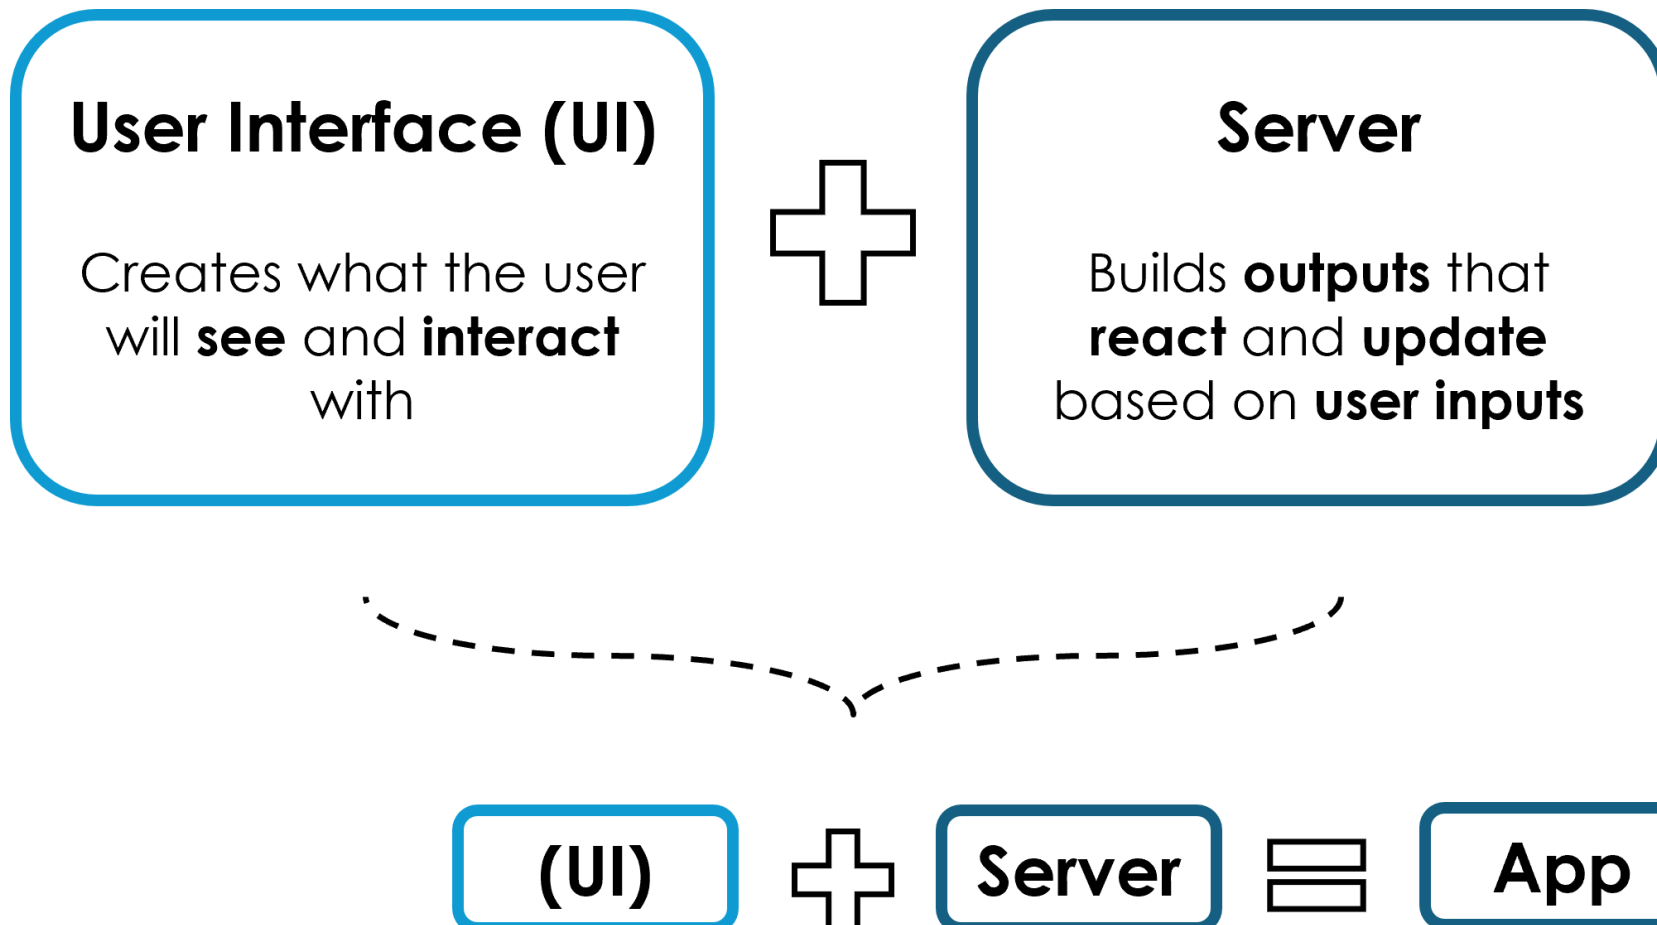 User Interface (UI)
Creates what the user
will see and interact
with
Server
Builds outputs that
react and update
based on user inputs
(UI)
Server
App